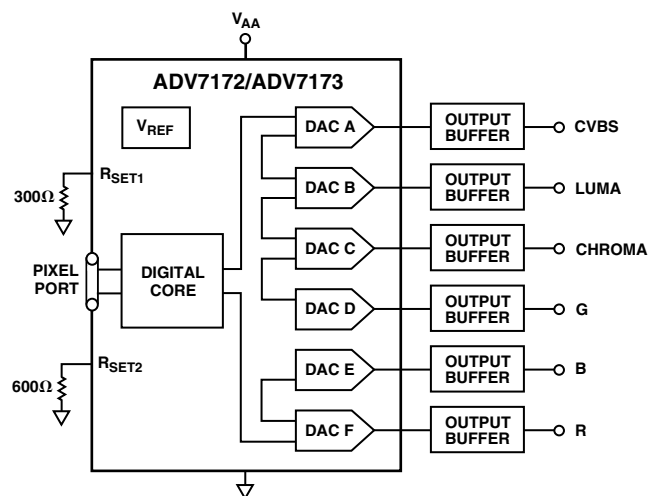 VAA
ADV7172/ADV7173
VREF
DAC A
OUTPUT
BUFFER
CVBS
RSET1
300Ω
DAC B
OUTPUT
BUFFER
LUMA
PIXEL
PORT
DIGITAL
CORE
DAC C
OUTPUT
BUFFER
CHROMA
DAC D
OUTPUT
BUFFER
G
RSET2
600Ω
DAC E
OUTPUT
BUFFER
B
DAC F
OUTPUT
BUFFER
R